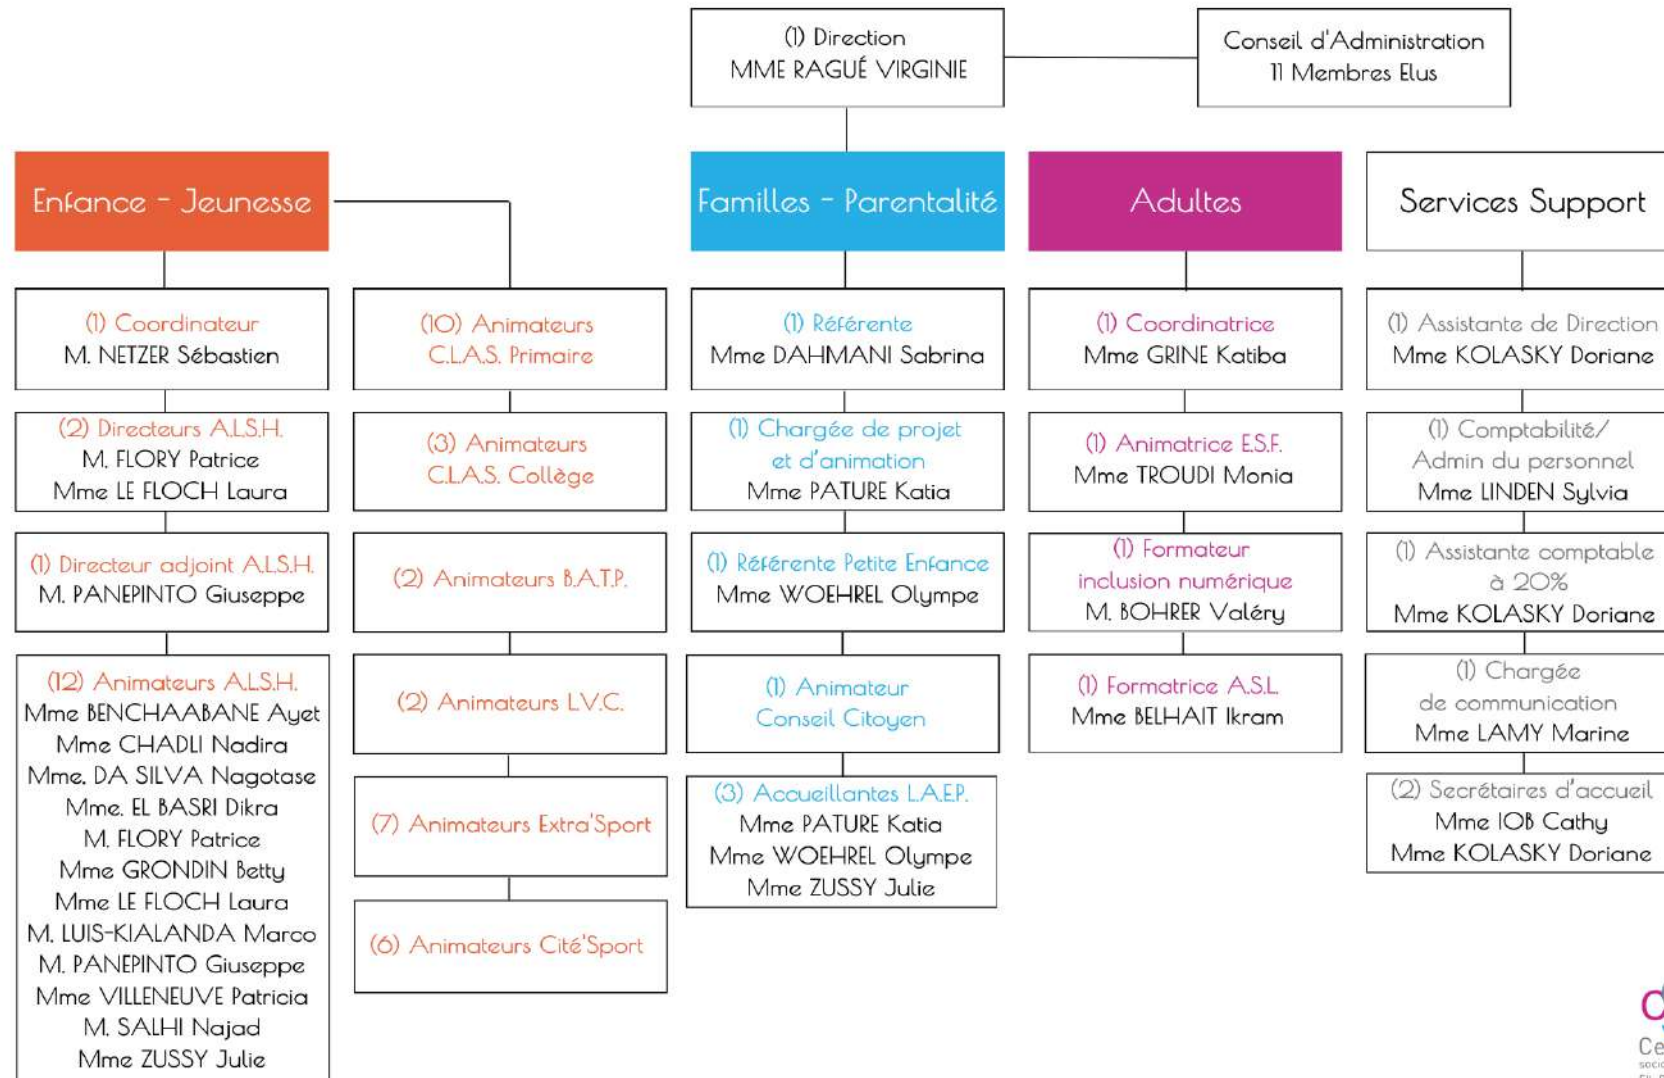 (1) Direction
MME RAGUÉ VIRGINIE
Conseil d'Administration
11 Membres Elus
Enfance - Jeunesse
(1) Coordinateur
M. NETZER Sébastien
(2) Directeurs A.L.S.H.
M. FLORY Patrice
Mme LE FLOCH Laura
(1) Directeur adjoint A.L.S.H.
M. PANEPINTO Giuseppe
(12) Animateurs A.L.S.H.
Mme BENCHAABANE Ayet
Mme CHADLI Nadira
Mme. DA SILVA Nagotase
Mme. EL BASRI Dikra
M. FLORY Patrice
Mme GRONDIN Betty
Mme LE FLOCH Laura
M. LUIS-KIALANDA Marco
M. PANEPINTO Giuseppe
Mme VILLENEUVE Patricia
M. SALHI Najad
Mme ZUSSY Julie
(10) Animateurs
C.L.A.S. Primaire
(3) Animateurs
C.L.A.S. Collège
(2) Animateurs B.A.T.P.
(2) Animateurs L.V.C.
(7) Animateurs Extra'Sport
(6) Animateurs Cité'Sport
Familles - Parentalité
(1) Référente
Mme DAHMANI Sabrina
(1) Chargée de projet
et d'animation
Mme PATURE Katia
(1) Référente Petite Enfance
Mme WOEHREL Olympe
(1) Animateur
Conseil Citoyen
(3) Accueillantes L.A.E.P.
Mme PATURE Katia
Mme WOEHREL Olympe
Mme ZUSSY Julie
Adultes
(1) Coordinatrice
Mme GRINE Katiba
(1) Animatrice E.S.F.
Mme TROUDI Monia
(1) Formateur
inclusion numérique
M. BOHRER Valéry
(1) Formatrice A.S.L
Mme BELHAIT Ikram
Services Support
(1) Assistante de Direction
Mme KOLASKY Doriane
(1) Comptabilité/
Admin du personnel
Mme LINDEN Sylvia
(1) Assistante comptable
à 20%
Mme KOLASKY Doriane
(1) Chargée
de communication
Mme LAMY Marine
(2) Secrétaires d'accueil
Mme IOB Cathy
Mme KOLASKY Doriane
Ce